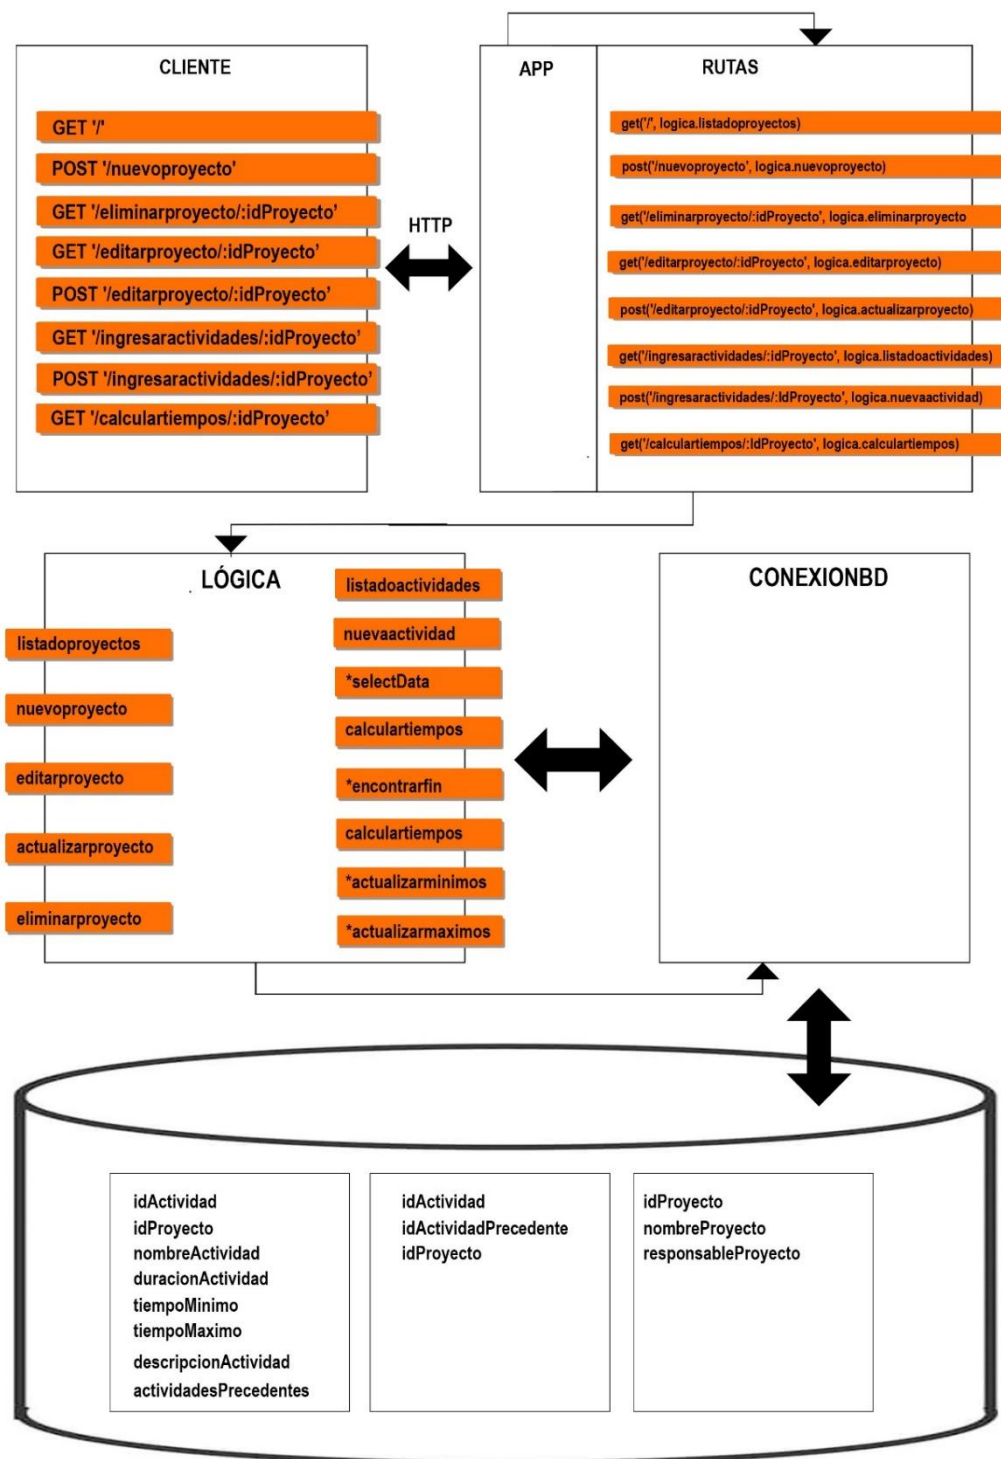 CLIENTE
GET '/'
POST '/nuevoproyecto'
GET '/eliminarproyecto/:idProyecto’
GET '/editarproyecto/:idProyecto’
POST '/editarproyecto/:idProyecto’
GET '/ingresaractividades/:idProyecto’
POST '/ingresaractividades/:idProyecto’
GET '/calculartiempos/:idProyecto’
HTTP
APP
RUTAS
get('/', logica.listadoproyectos)
post('/nuevoproyecto', logica.nuevoproyecto)
get('/eliminarproyecto/:idProyecto', logica.eliminarproyecto
get('/editarproyecto/:idProyecto', logica.editarproyecto)
post('/editarproyecto/:idProyecto', logica.actualizarproyecto)
get('/ingresaractividades/:idProyecto', logica.listadoactividades)
post('/ingresaractividades/:IdProyecto', logica.nuevaactividad)
get('/calculartiempos/:IdProyecto', logica.calculartiempos)
LÓGICA
listadoproyectos
nuevoproyecto
editarproyecto
actualizarproyecto
eliminarproyecto
listadoactividades
nuevaactividad
*selectData
calculartiempos
*encontrarfin
calculartiempos
*actualizarminimos
*actualizarmaximos
CONEXIONBD
idActividad
idProyecto
nombreActividad
duracionActividad
tiempoMinimo
tiempoMaximo
descripcionActividad
actividadesPrecedentes
idActividad
idActividadPrecedente
idProyecto
idProyecto
nombreProyecto
responsableProyecto